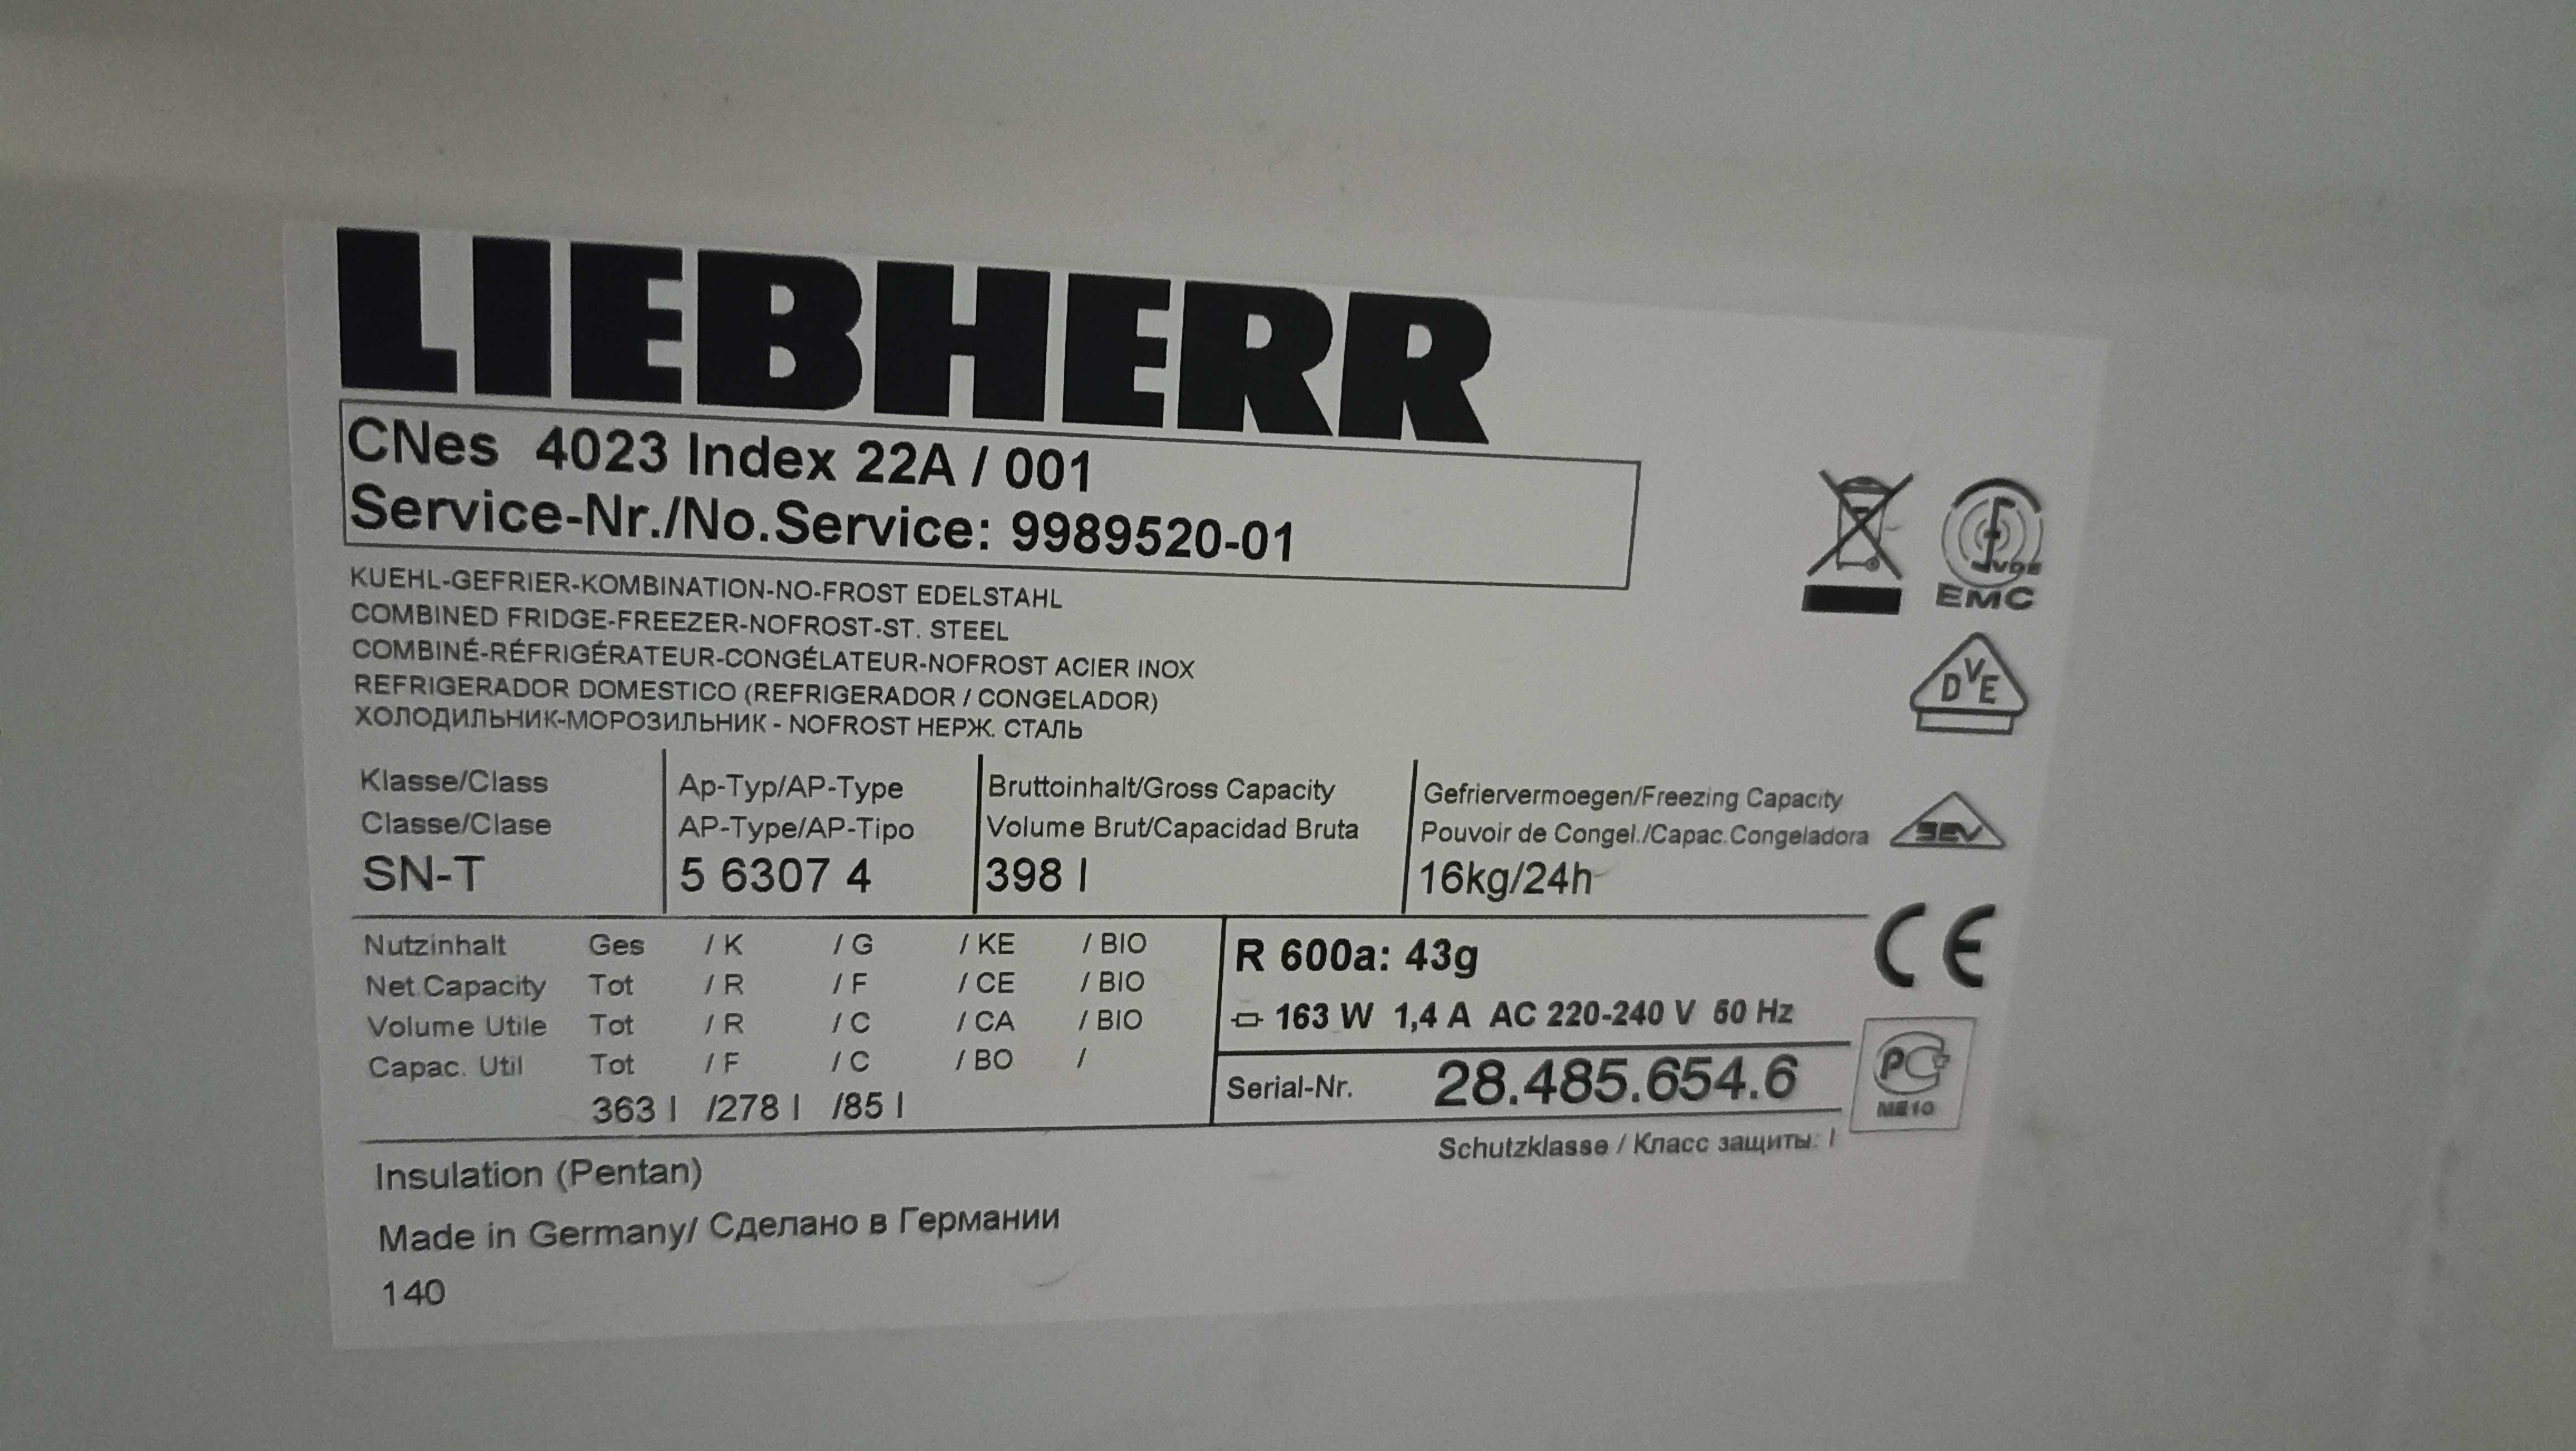 LIEBHERR
CNes 4023 Index 22A / 001
Service-Nr./No.Service: 9989520-01
KUEHL-GEFRIER-KOMBINATION-NO-FROST EDELSTAHL
COMBINED FRIDGE-FREEZER-NOFROST-ST. STEEL
COMBINÉ-RÉFRIGÉRATEUR-CONGÉLATEUR-NOFROST ACIER INOX
REFRIGERADOR DOMESTICO (REFRIGERADOR / CONGELADOR)
ХОЛОДИЛЬНИК-МОРОЗИЛЬНИК - NOFROST НЕРЖ. СТАЛЬ
VDE
EMC
DVE
Klasse/Class Ap-Typ/AP-Type Bruttoinhalt/Gross Capacity Gefriervermoegen/Freezing Capacity
Classe/Clase AP-Type/AP-Tipo Volume Brut/Capacidad Bruta Pouvoir de Congel./Capac.Congeladora
SEV
SN-T 5 6307 4 398 l 16kg/24h
CE
Nutzinhalt Ges / K / G / KE / BIO
Net.Capacity Tot / R / F / CE / BIO
Volume Utile Tot / R / C / CA / BIO
Capac. Util Tot / F / C / BO /
363 l /278 l /85 l
R 600a: 43g
163 W 1,4 A AC 220-240 V 50 Hz
Serial-Nr. 28.485.654.6
PC
ME10
Schutzklasse / Класс защиты: I
Insulation (Pentan)
Made in Germany/ Сделано в Германии
140